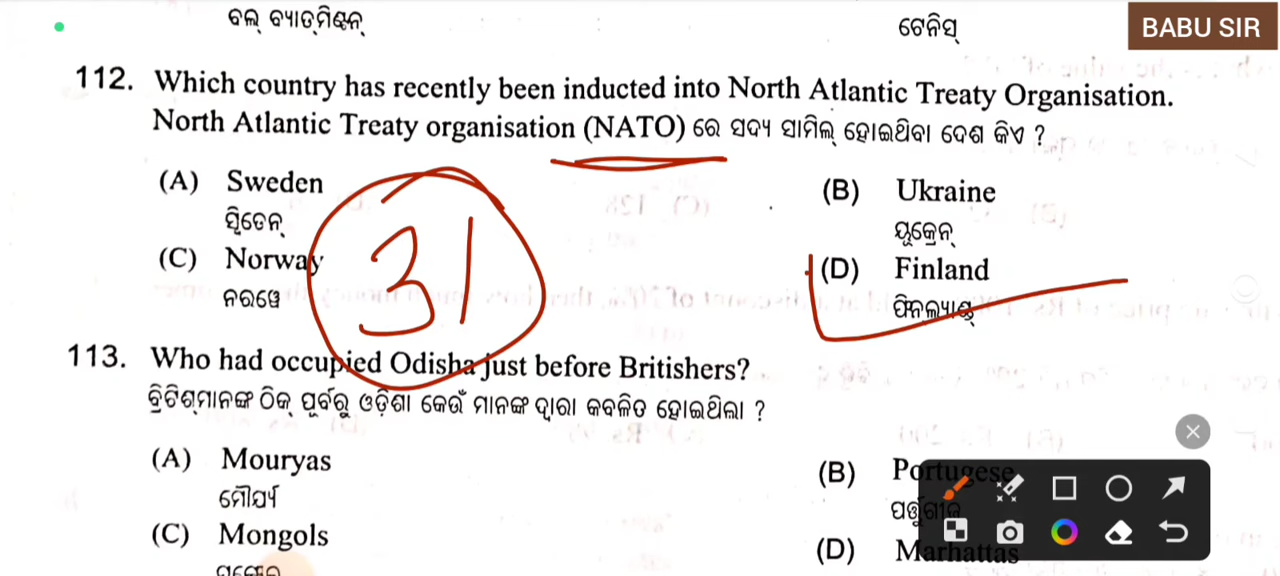 ବଲ୍ ବ୍ୟାଡ୍‌ମିଣ୍ଟନ୍
ଟେନିସ୍
BABU SIR
112. Which country has recently been inducted into North Atlantic Treaty Organisation.
North Atlantic Treaty organisation (NATO) ରେ ସଦ୍ୟ ସାମିଲ୍ ହୋଇଥିବା ଦେଶ କିଏ ?
(A) Sweden
ସ୍ୱିଡେନ୍
(B) Ukraine
ୟୁକ୍ରେନ୍
(C) Norway
ନରୱେ
31
(D) Finland
ଫିନଲ୍ୟାଣ୍ଡ
113. Who had occupied Odisha just before Britishers?
ବ୍ରିଟିଶ୍‌ମାନଙ୍କ ଠିକ୍ ପୂର୍ବରୁ ଓଡ଼ିଶା କେଉଁ ମାନଙ୍କ ଦ୍ୱାରା କବଳିତ ହୋଇଥିଲା ?
(A) Mouryas
ମୌର୍ଯ୍ୟ
(B) Portugese
(C) Mongols
(D) Marhattas